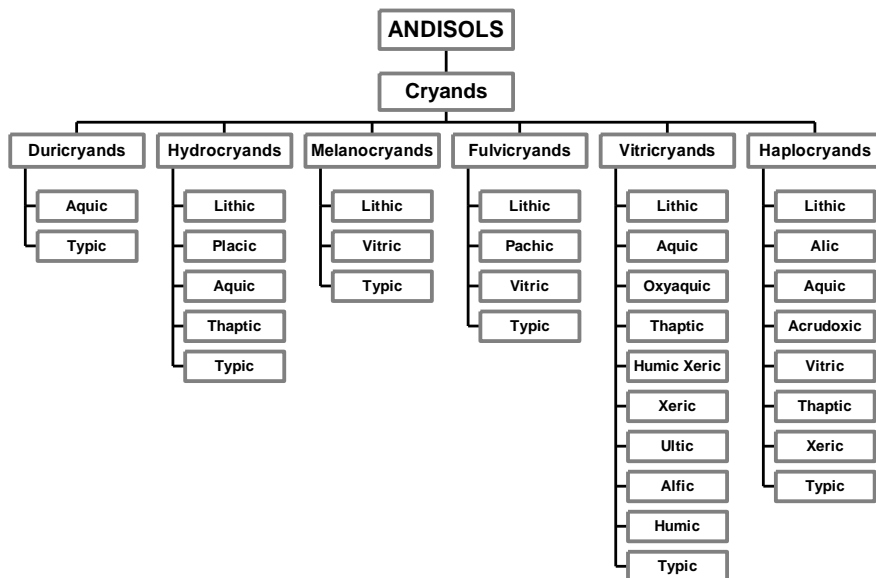 ANDISOLS
Cryands
Duricryands
Aquic
Typic
Hydrocryands
Lithic
Placic
Aquic
Thaptic
Typic
Melanocryands
Lithic
Vitric
Typic
Fulvicryands
Lithic
Pachic
Vitric
Typic
Vitricryands
Lithic
Aquic
Oxyaquic
Thaptic
Humic Xeric
Xeric
Ultic
Alfic
Humic
Typic
Haplocryands
Lithic
Alic
Aquic
Acrudoxic
Vitric
Thaptic
Xeric
Typic